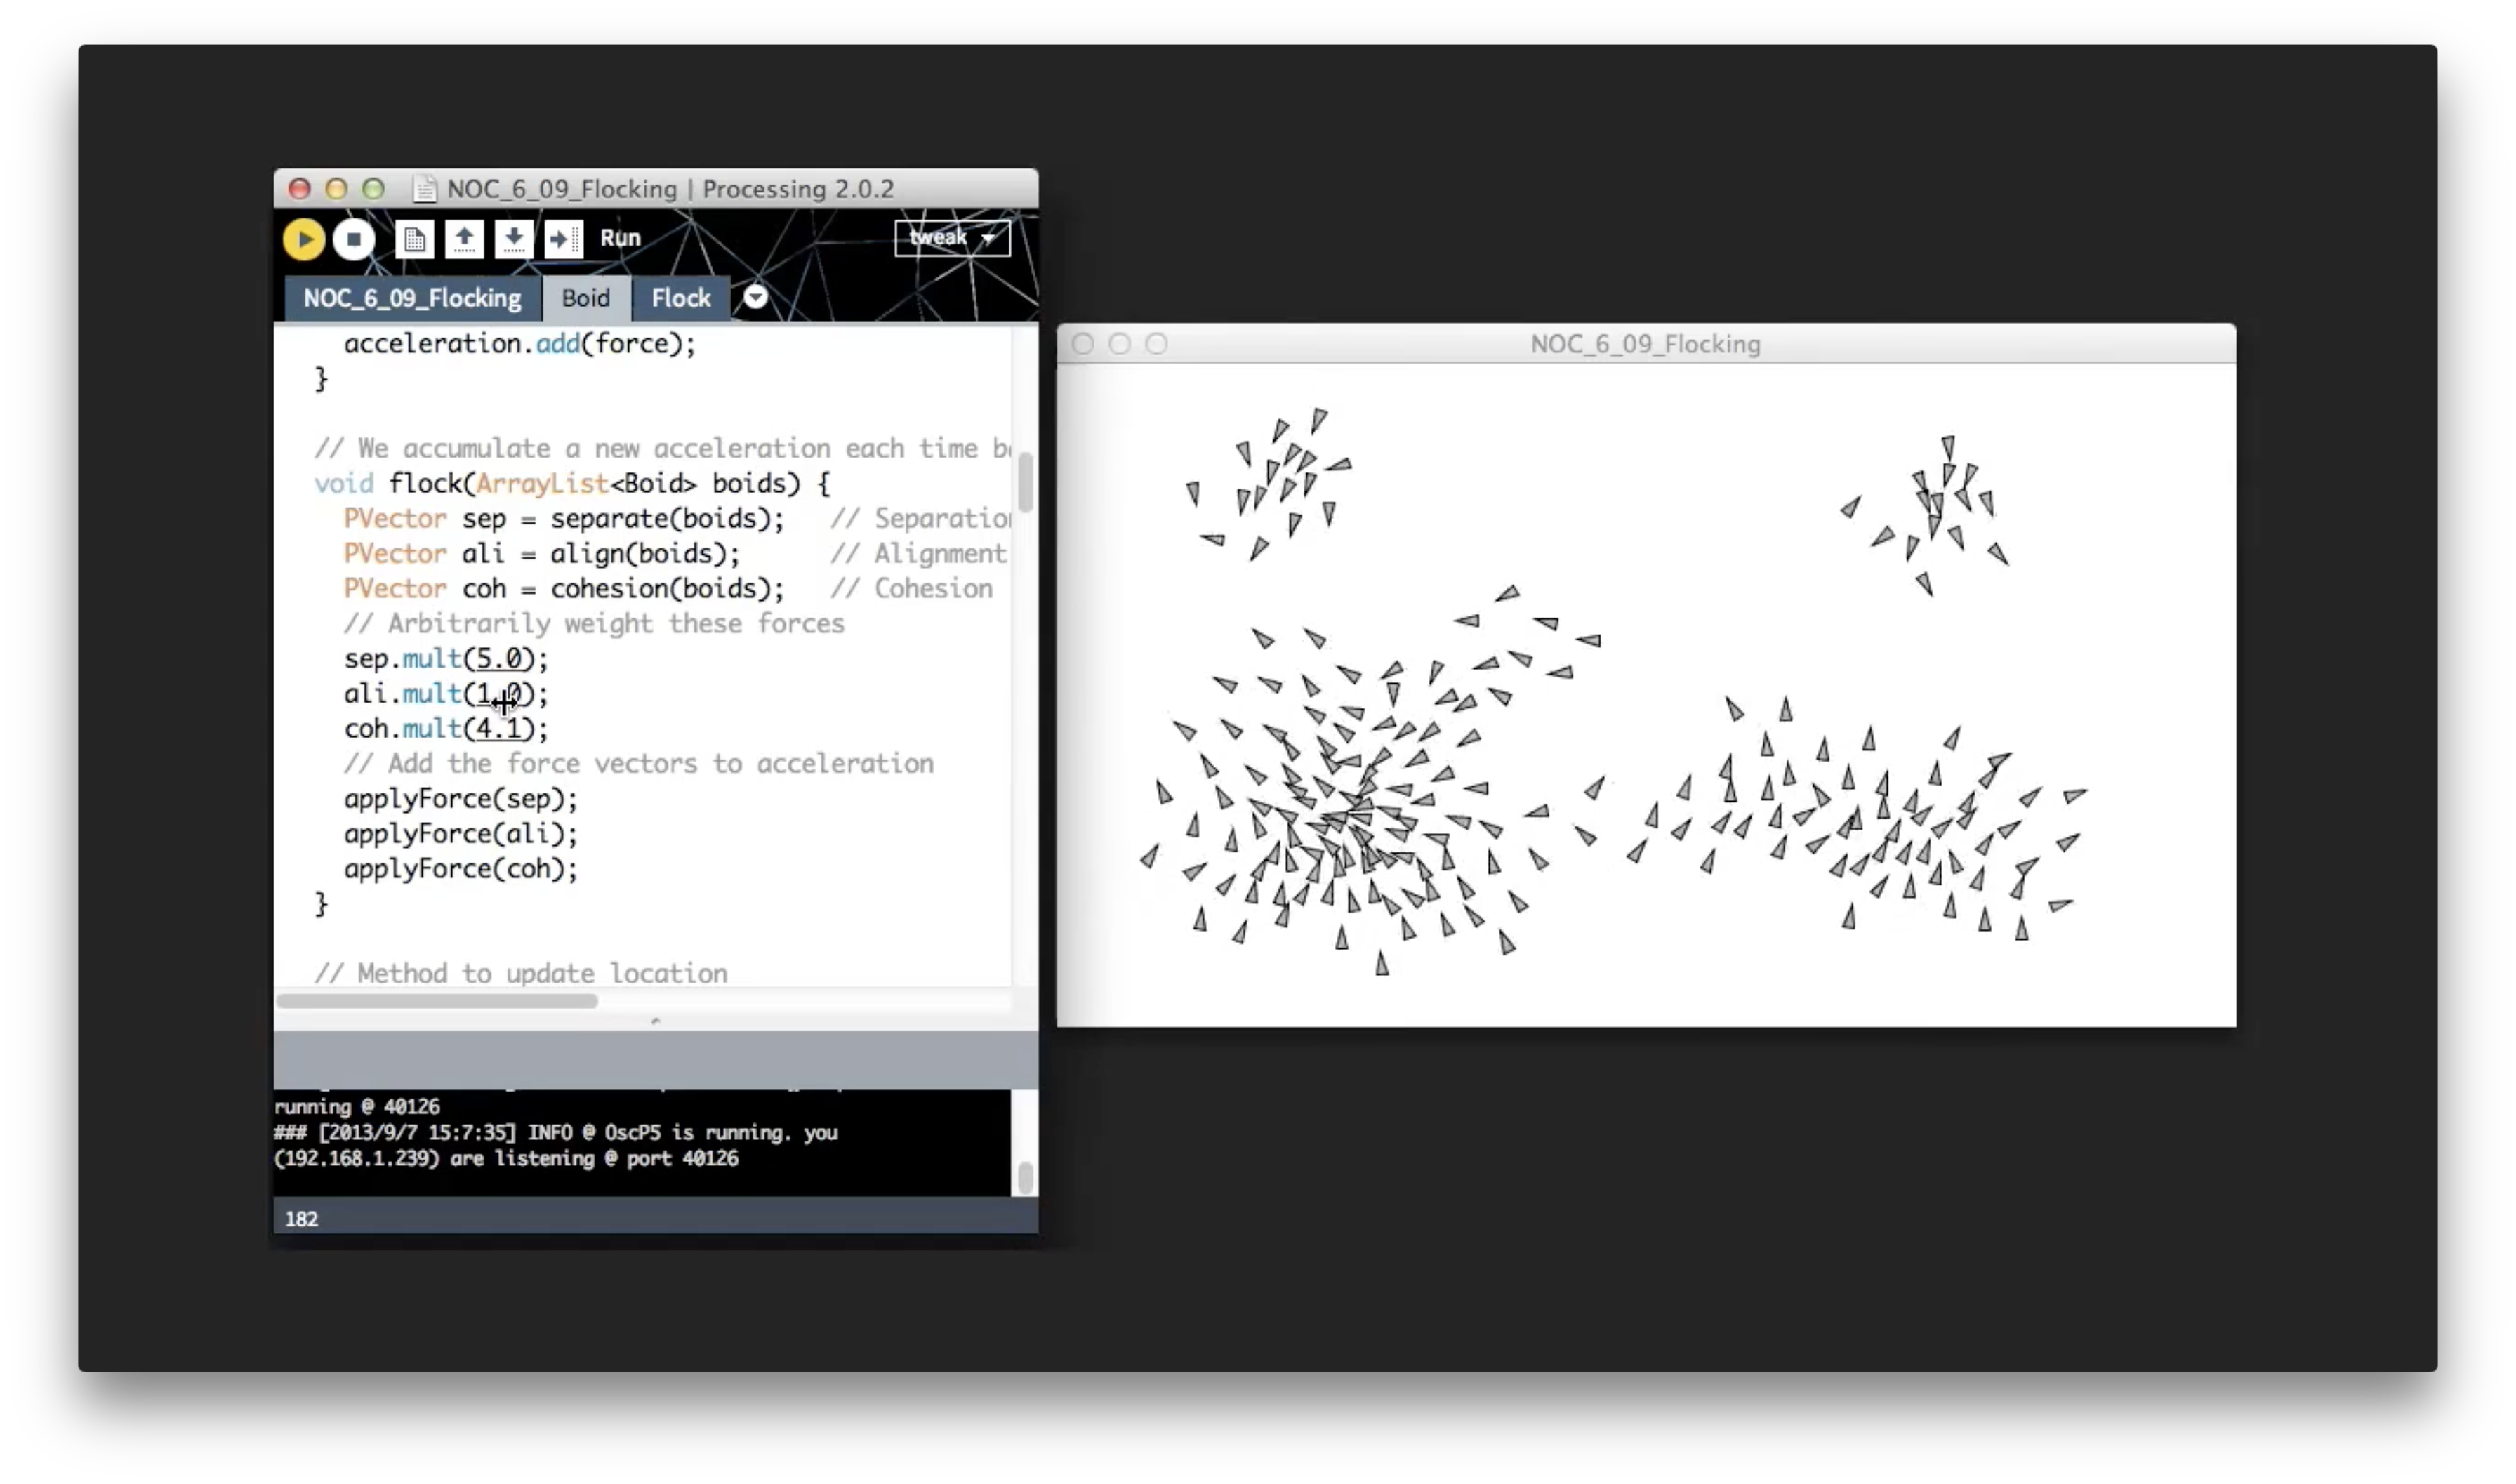 NOC_6_09_Flocking | Processing 2.0.2
Run
tweak
NOC_6_09_Flocking Boid Flock
acceleration.add(force);
}
// We accumulate a new acceleration each time
void flock(ArrayList<Boid> boids) {
PVector sep = separate(boids); // Separation
PVector ali = align(boids); // Alignment
PVector coh = cohesion(boids); // Cohesion
// Arbitrarily weight these forces
sep.mult(5.0);
ali.mult(1.0);
coh.mult(4.1);
// Add the force vectors to acceleration
applyForce(sep);
applyForce(ali);
applyForce(coh);
}
// Method to update location
running @ 40126
### [2013/9/7 15:7:35] INFO @ OscP5 is running. you
(192.168.1.239) are listening @ port 40126
182
NOC_6_09_Flocking